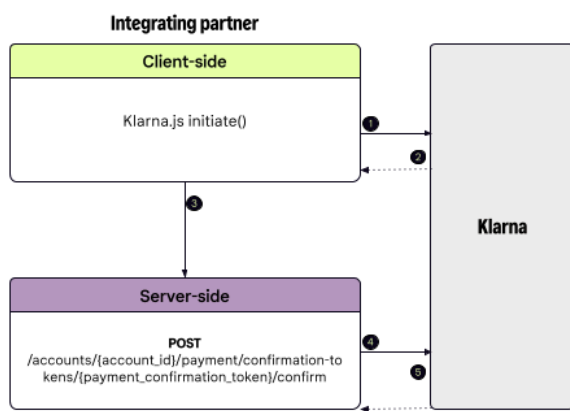 Integrating partner
Client-side
Klarna.js initiate()
1
2
3
Klarna
Server-side
POST
/accounts/{account_id}/payment/confirmation-to
kens/{payment_confirmation_token}/confirm
4
5